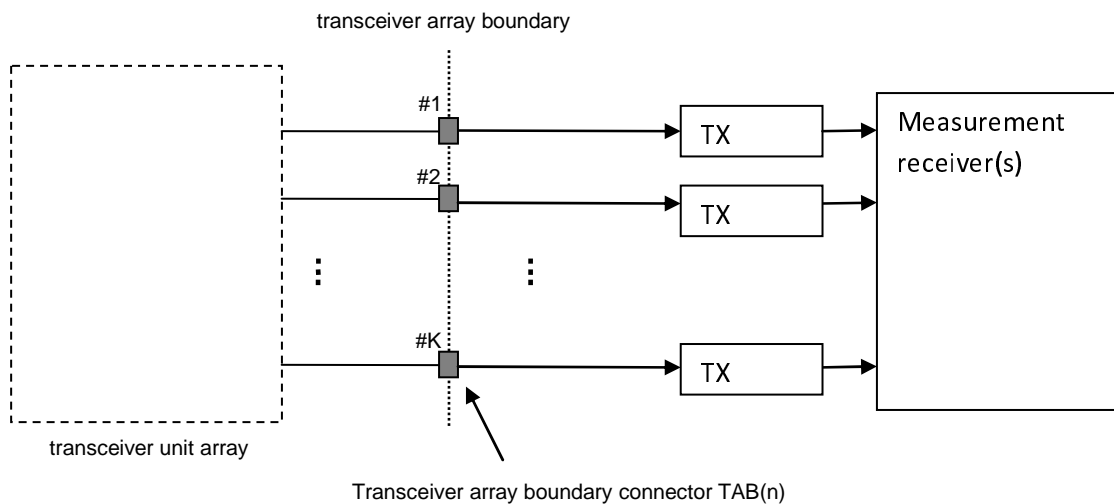 transceiver array boundary
#1
TX
Measurement
receiver(s)
#2
TX
#K
TX
transceiver unit array
Transceiver array boundary connector TAB(n)